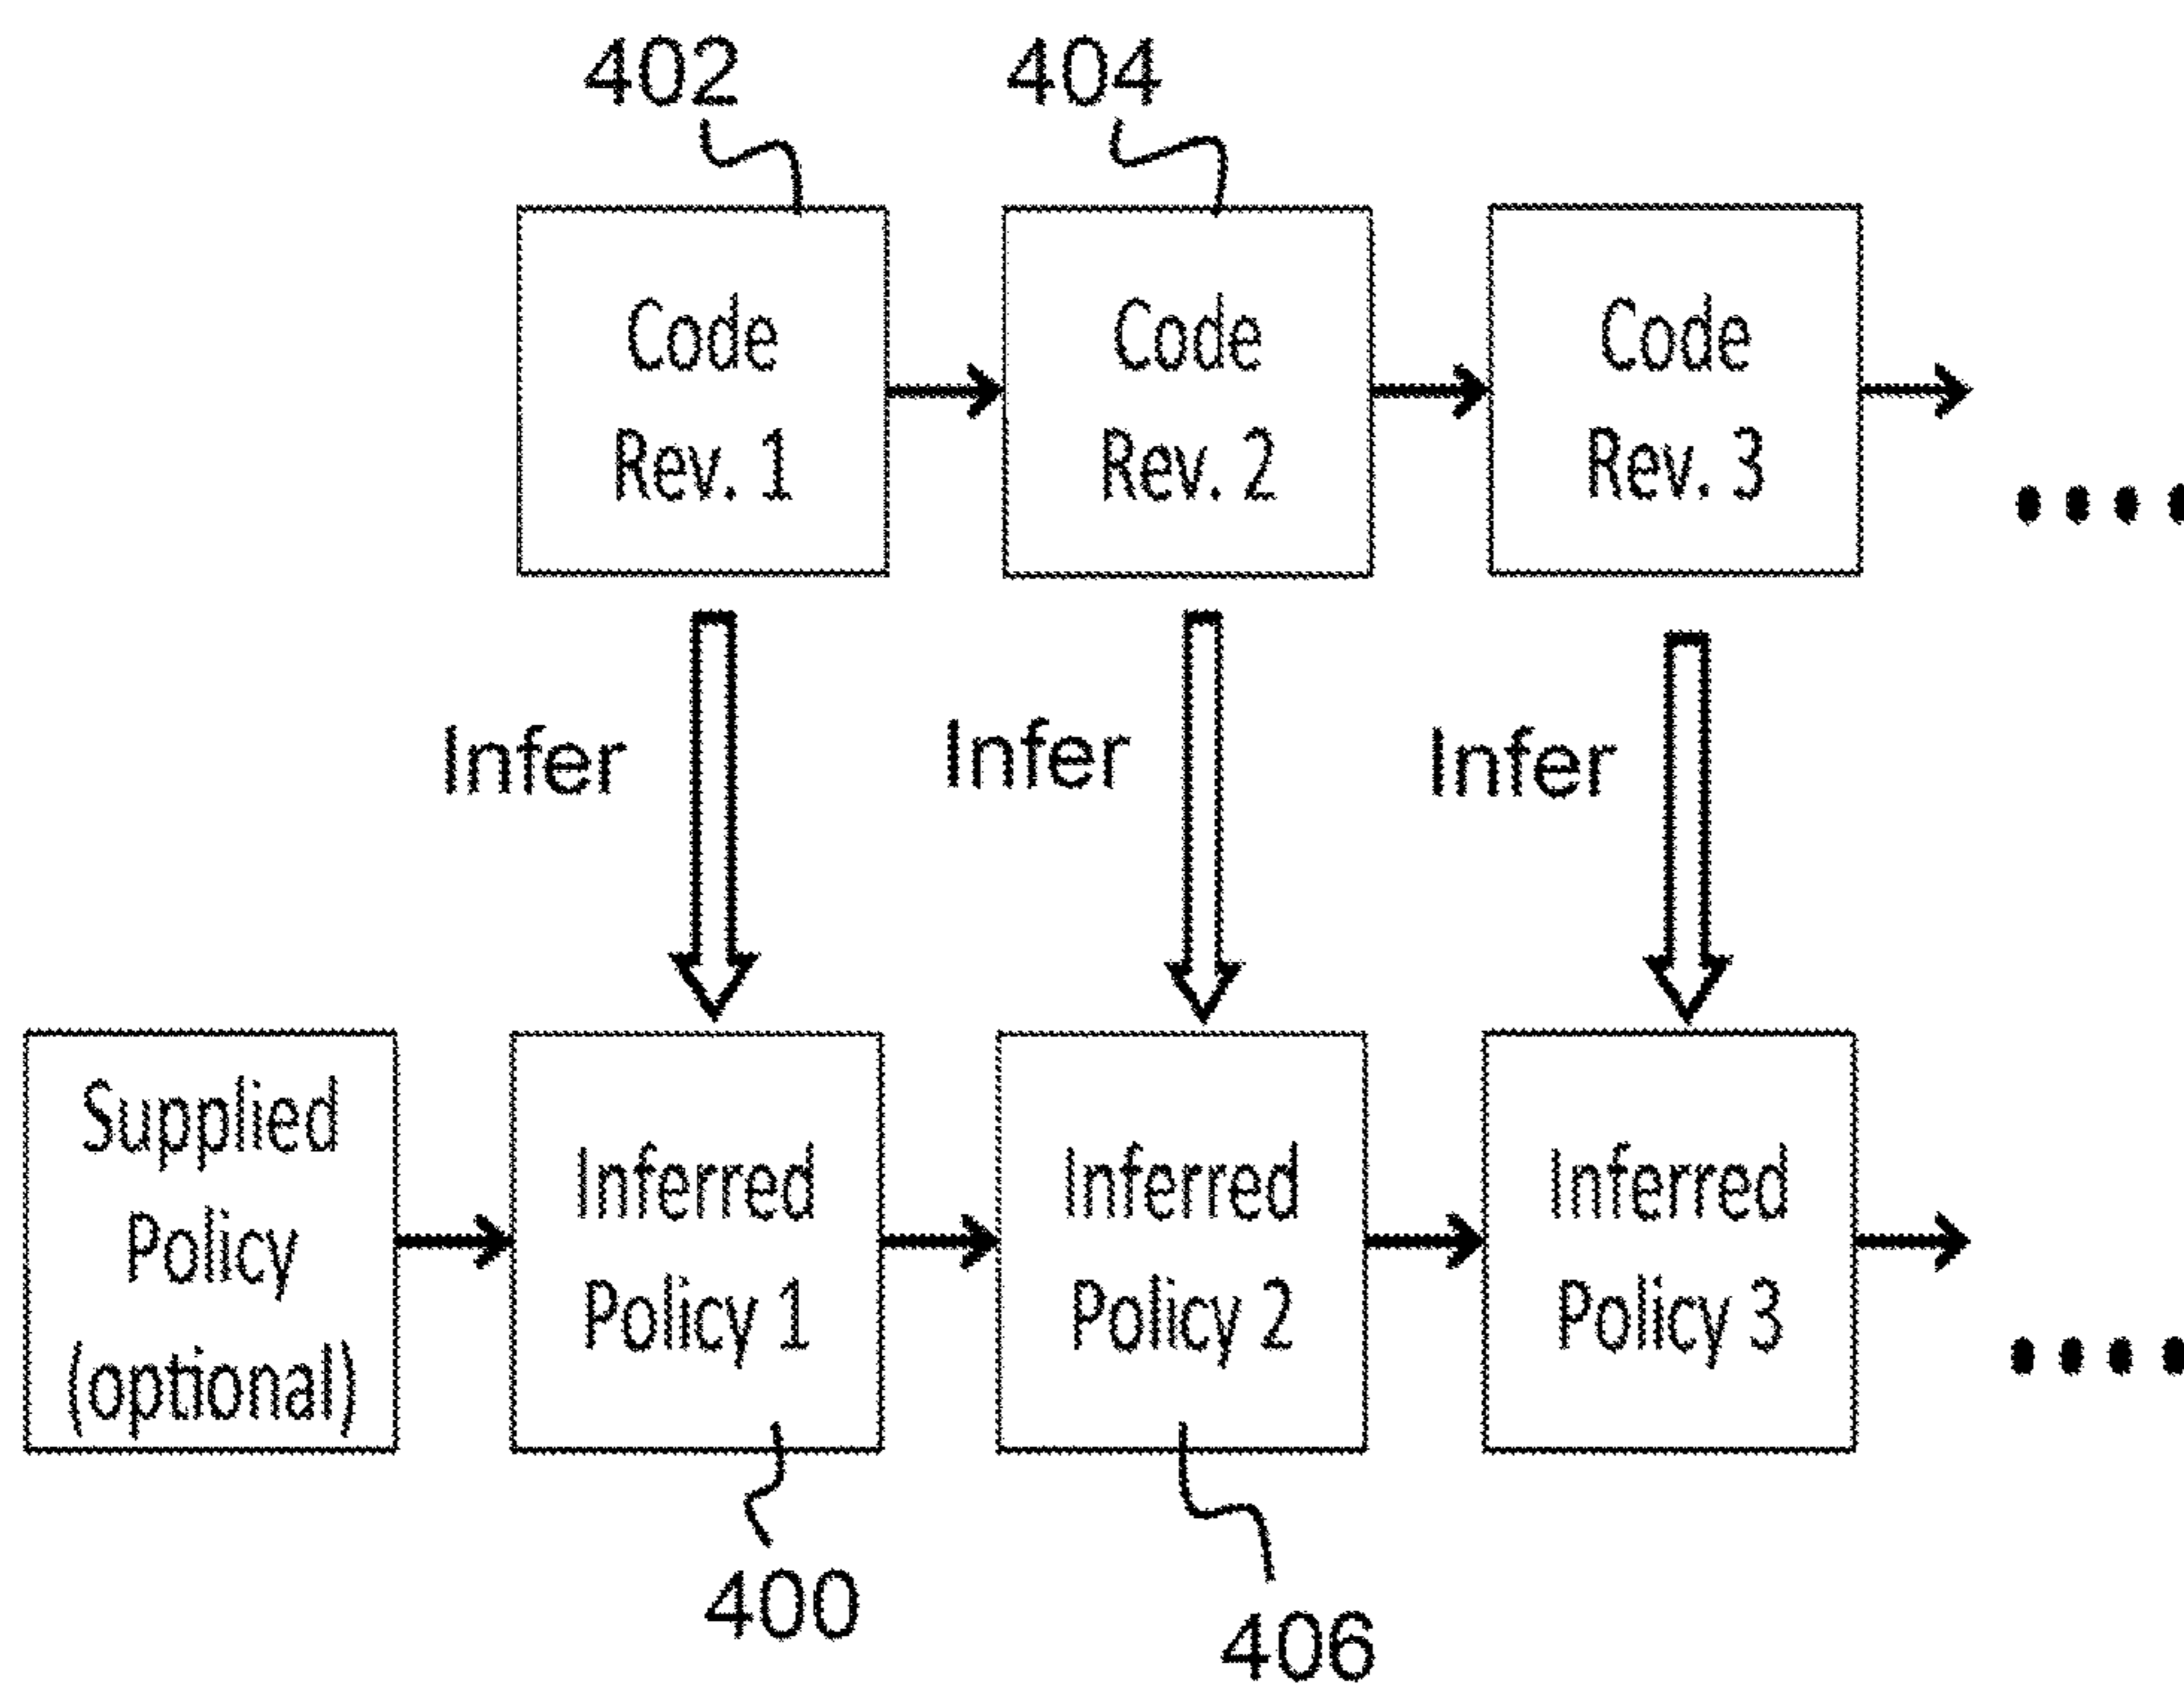 402
404
Code
Rev. 1
Code
Rev. 2
Code
Rev. 3
Infer
Infer
Infer
Supplied
Policy
(optional)
Inferred
Policy 1
Inferred
Policy 2
Inferred
Policy 3
400
406